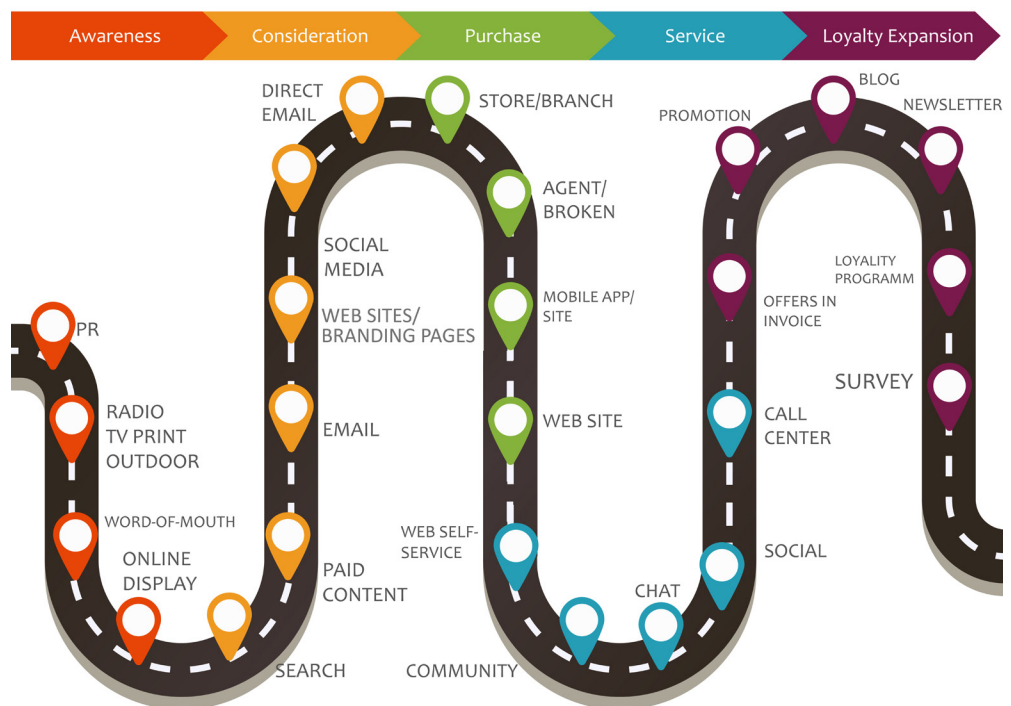 Awareness
Consideration
Purchase
Service
Loyalty Expansion
PR
RADIO
TV PRINT
OUTDOOR
WORD-OF-MOUTH
ONLINE
DISPLAY
SEARCH
PAID
CONTENT
EMAIL
WEB SITES/
BRANDING PAGES
SOCIAL
MEDIA
DIRECT
EMAIL
STORE/BRANCH
AGENT/
BROKEN
MOBILE APP/
SITE
WEB SITE
WEB SELF-
SERVICE
COMMUNITY
CHAT
SOCIAL
CALL
CENTER
OFFERS IN
INVOICE
PROMOTION
BLOG
NEWSLETTER
LOYALITY
PROGRAMM
SURVEY